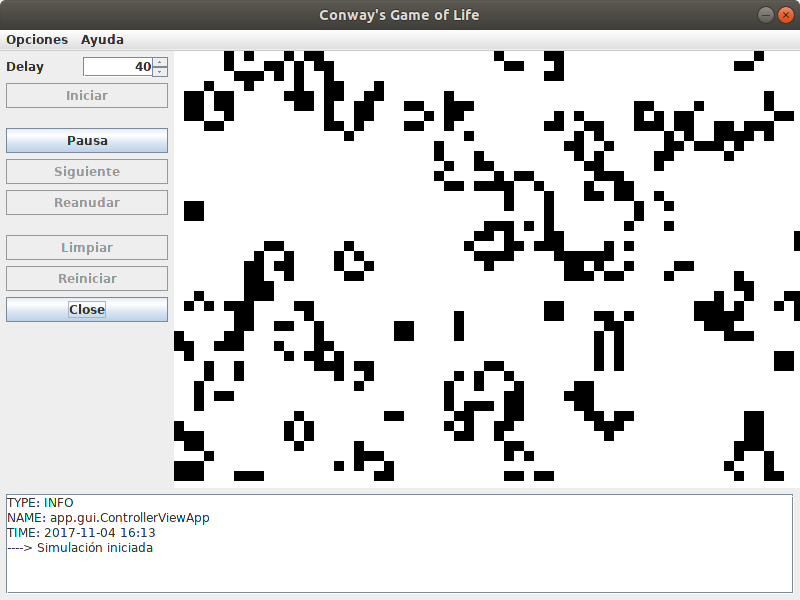 Conway's Game of Life
Opciones Ayuda
Delay 40
Iniciar
Pausa
Siguiente
Reanudar
Limpiar
Reiniciar
Close
TYPE: INFO
NAME: app.gui.ControllerViewApp
TIME: 2017-11-04 16:13
----> Simulación iniciada